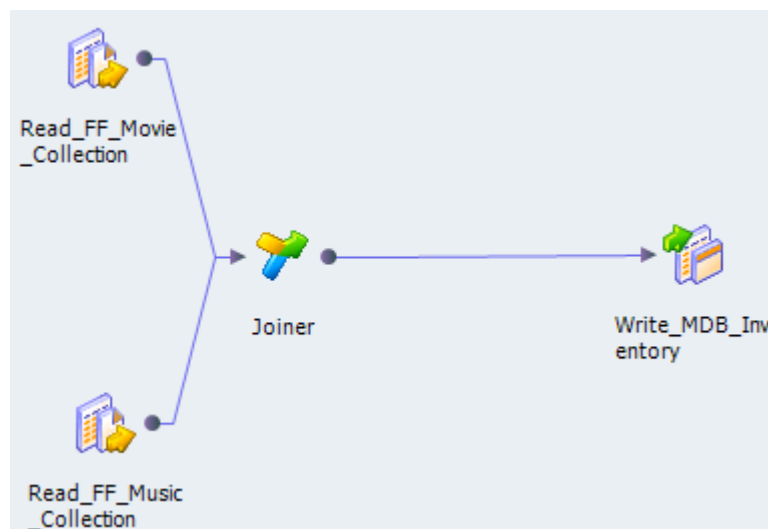 Read_FF_Movie
_Collection
Joiner
Write_MDB_Inv
entory
Read_FF_Music
_Collection